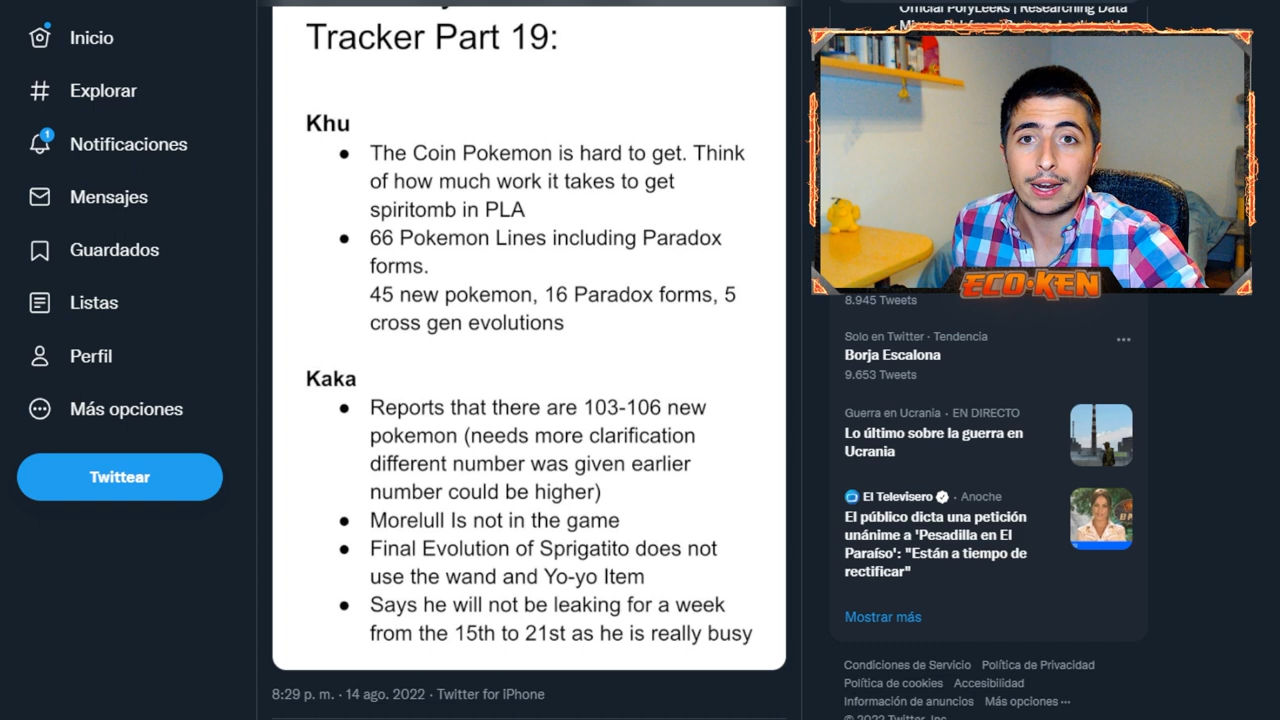 Inicio
Explorar
1
Notificaciones
Mensajes
Guardados
Listas
Perfil
Más opciones
Twittear
Tracker Part 19:
Khu
● The Coin Pokemon is hard to get. Think
of how much work it takes to get
spiritomb in PLA
● 66 Pokemon Lines including Paradox
forms.
45 new pokemon, 16 Paradox forms, 5
cross gen evolutions
Kaka
● Reports that there are 103-106 new
pokemon (needs more clarification
different number was given earlier
number could be higher)
● Morelull Is not in the game
● Final Evolution of Sprigatito does not
use the wand and Yo-yo Item
● Says he will not be leaking for a week
from the 15th to 21st as he is really busy
8:29 p. m. · 14 ago. 2022 · Twitter for iPhone
Official PoryLeeks | Researching Data
ECO·KEN
8.945 Tweets
Solo en Twitter · Tendencia
Borja Escalona
9.653 Tweets
Guerra en Ucrania · EN DIRECTO
Lo último sobre la guerra en
Ucrania
El Televisero · Anoche
El público dicta una petición
unánime a 'Pesadilla en El
Paraíso': "Están a tiempo de
rectificar"
Mostrar más
Condiciones de Servicio Política de Privacidad
Política de cookies Accesibilidad
Información de anuncios Más opciones ···
© 2022 Twitter, Inc.